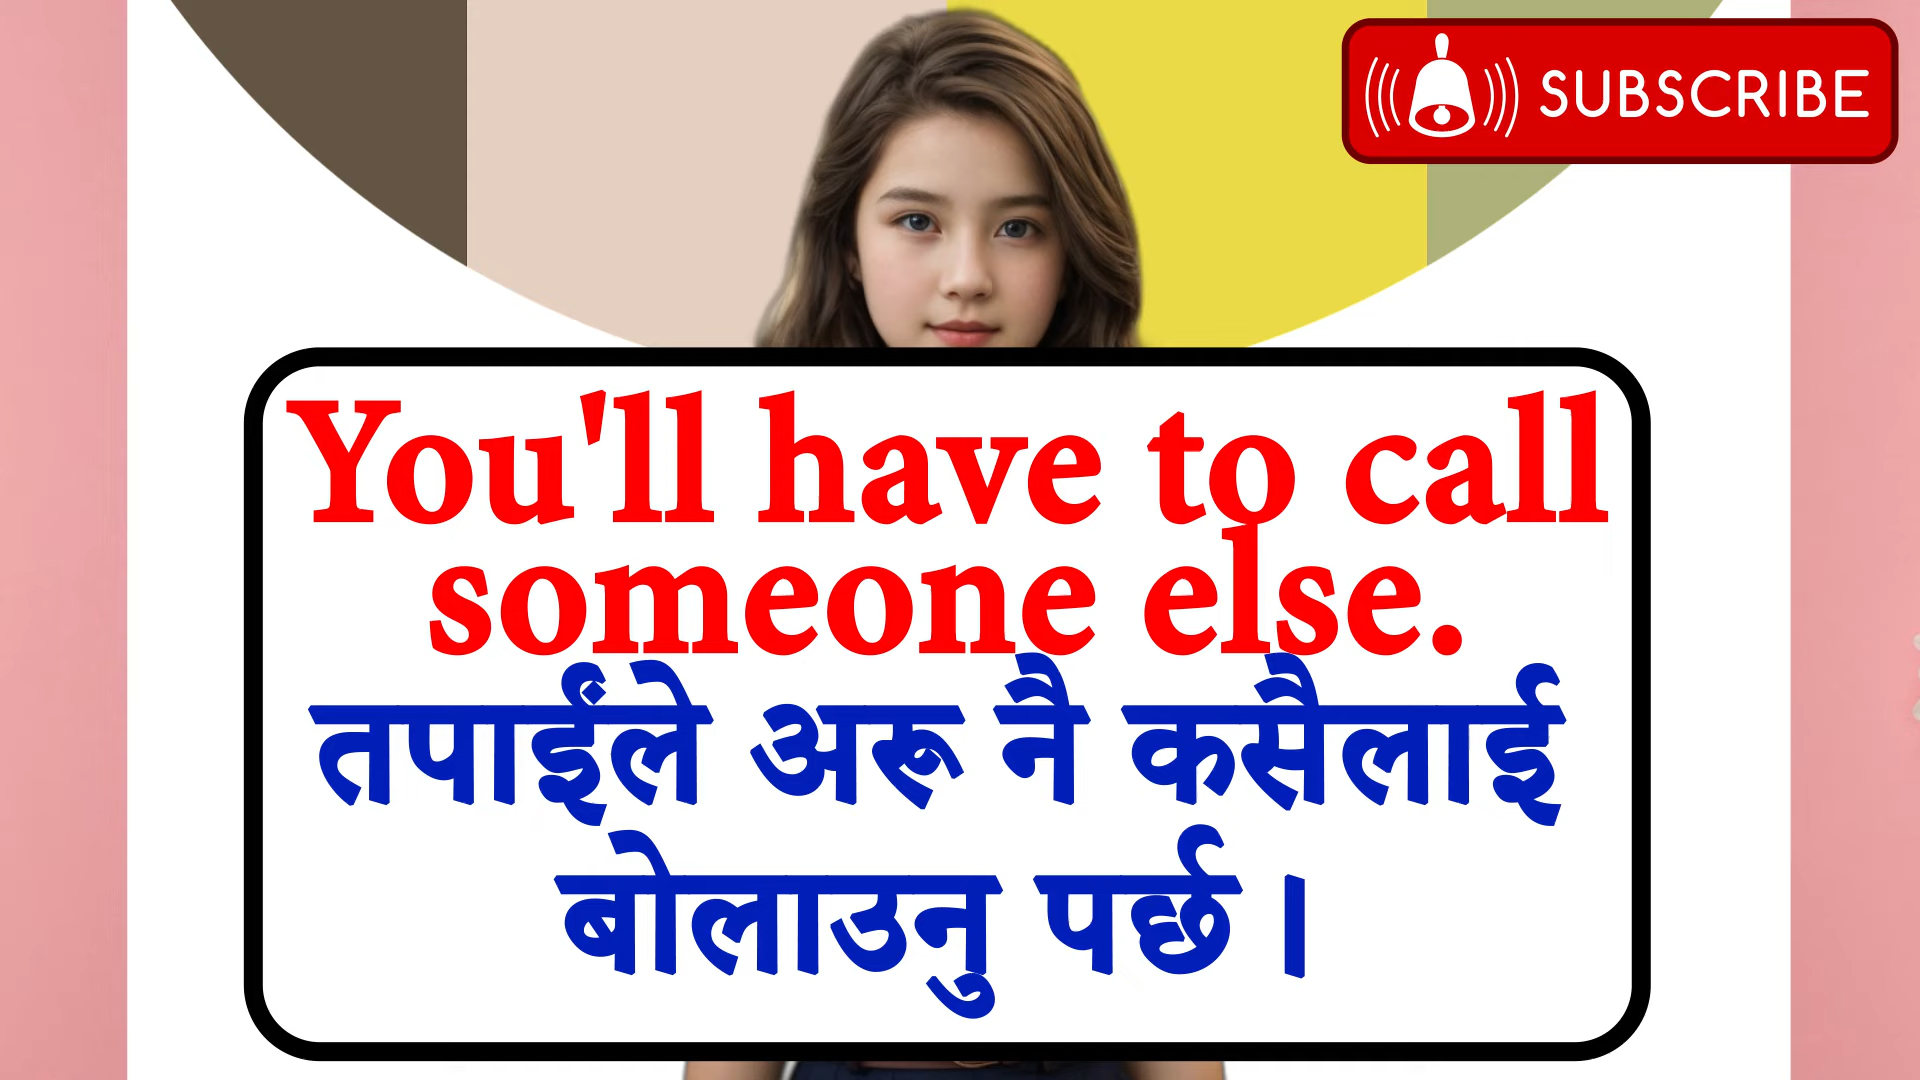 SUBSCRIBE
You'll have to call
someone else.
तपाईंले अरू नै कसैलाई
बोलाउनु पर्छ ।